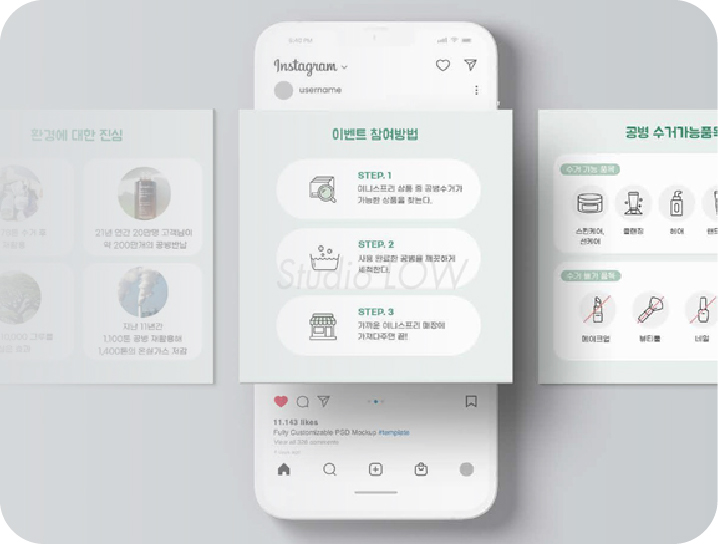 9:42 PM
Instagram
username
환경에 대한 진심
21년 연간 20만명 고객님이
약 200만개의 공병반납
지난 11년간
1,100톤 공병 재활용해
1,400톤의 온실가스 저감
이벤트 참여방법
STEP. 1
이니스프리 상품 중 공병수거가
가능한 상품을 찾는다.
STEP. 2
사용 완료한 공병을 깨끗하게
세척한다.
STEP. 3
가까운 이니스프리 매장에
가져다주면 끝!
Studio LOW
공병 수거가능품목
수거 가능 품목
스킨케어,
선케어
클렌징
헤어
수거 불가 품목
메이크업
뷰티툴
네일
11.143 likes
Fully Customizable PSD Mockup #template